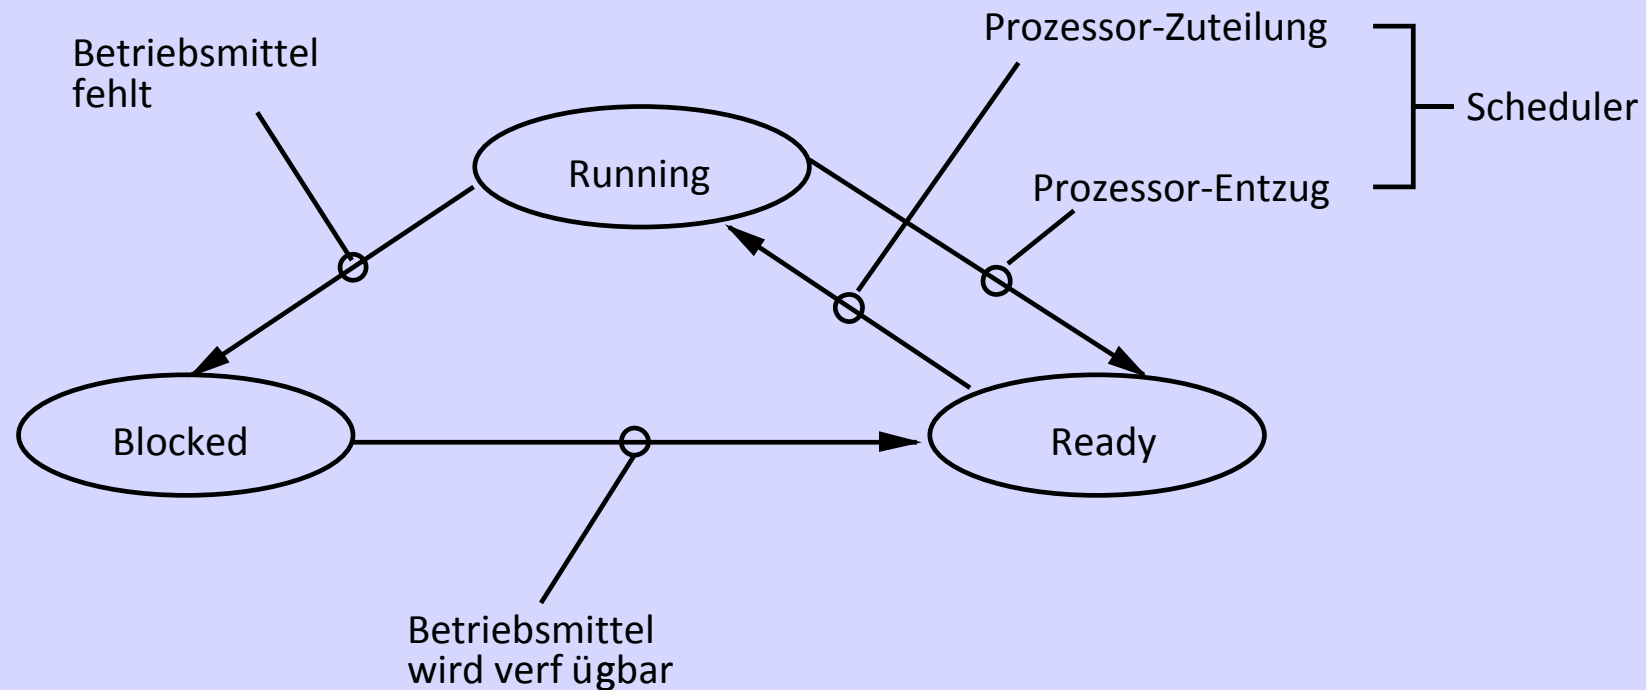 Prozessor-Zuteilung
Betriebsmittel
fehlt
Scheduler
Running
Prozessor-Entzug
Blocked
Ready
Betriebsmittel
wird verf ügbar